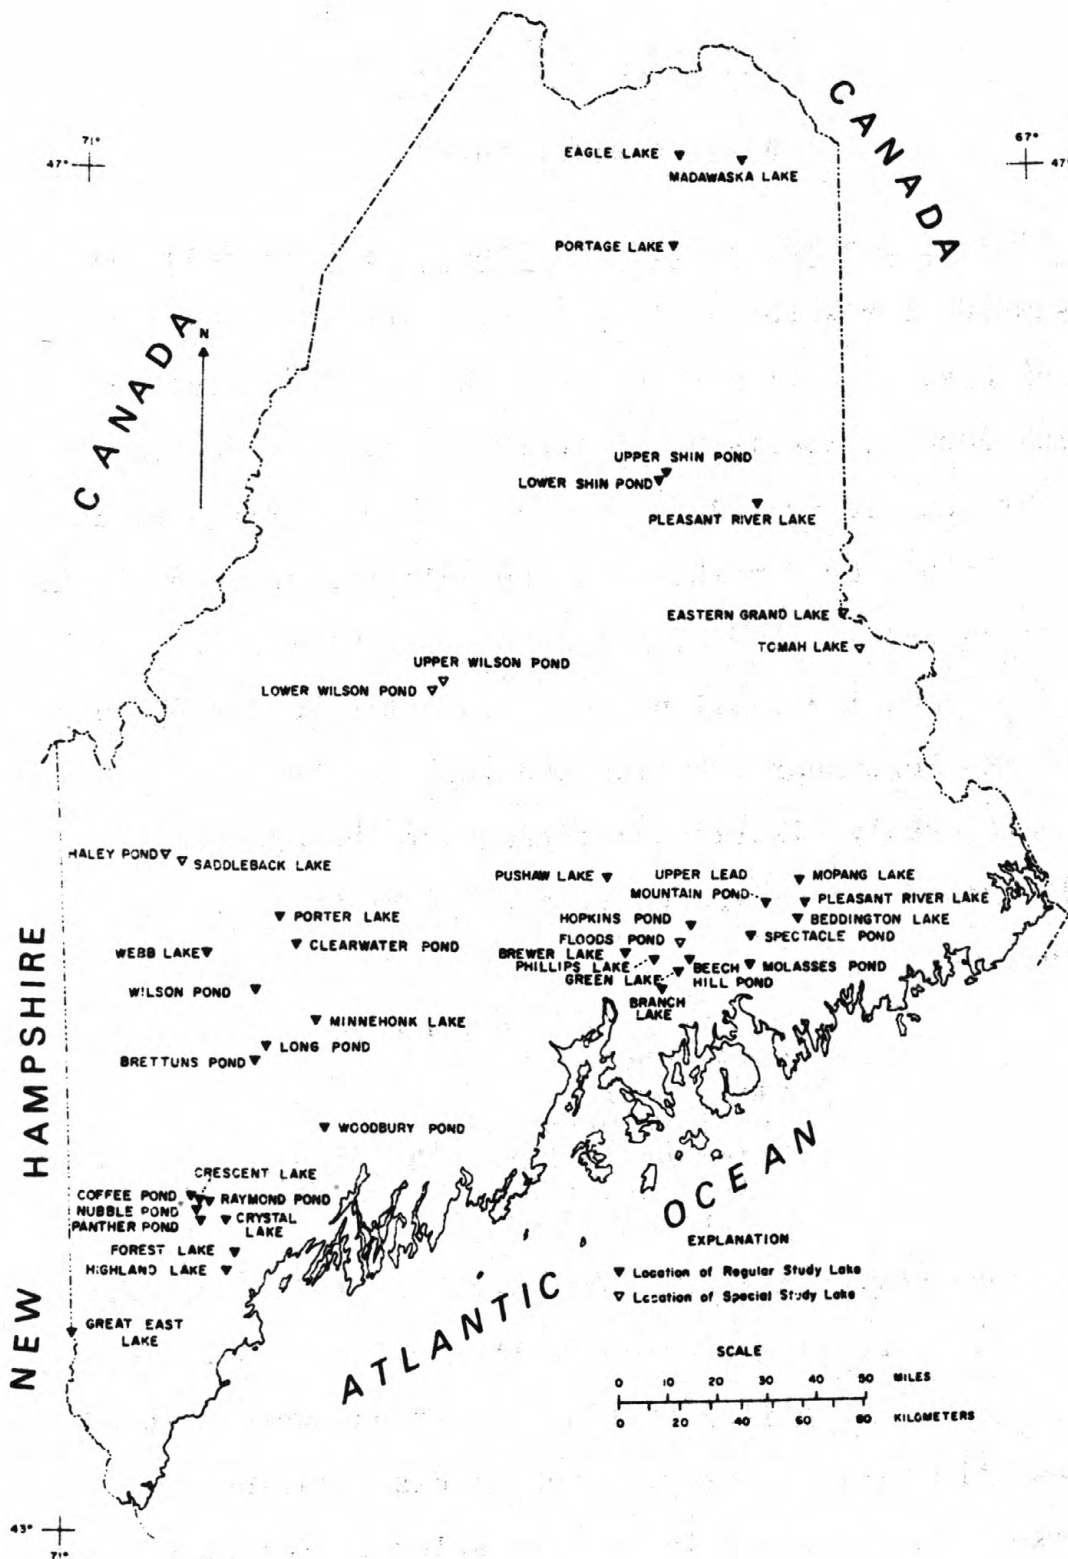 CANADA
71°
47°
67°
47°
EAGLE LAKE
MADAWASKA LAKE
PORTAGE LAKE
CANADA
N
UPPER SHIN POND
LOWER SHIN POND
PLEASANT RIVER LAKE
EASTERN GRAND LAKE
TOMAH LAKE
UPPER WILSON POND
LOWER WILSON POND
HALEY POND
SADDLEBACK LAKE
PUSHAW LAKE
UPPER LEAD
MOUNTAIN POND
MOPANG LAKE
PLEASANT RIVER LAKE
BEDDINGTON LAKE
PORTER LAKE
HOPKINS POND
CLEARWATER POND
FLOODS POND
SPECTACLE POND
WEBB LAKE
BREWER LAKE
PHILLIPS LAKE
GREEN LAKE
BEECH
HILL POND
MOLASSES POND
WILSON POND
BRANCH
LAKE
MINNEHONK LAKE
LONG POND
BRETTUNS POND
NEW HAMPSHIRE
WOODBURY POND
CRESCENT LAKE
COFFEE POND
RAYMOND POND
NUBBLE POND
PANTHER POND
CRYSTAL
LAKE
FOREST LAKE
HIGHLAND LAKE
GREAT EAST
LAKE
ATLANTIC OCEAN
EXPLANATION
Location of Regular Study Lake
Location of Special Study Lake
SCALE
0 10 20 30 40 50 MILES
0 20 40 60 80 KILOMETERS
43°
71°